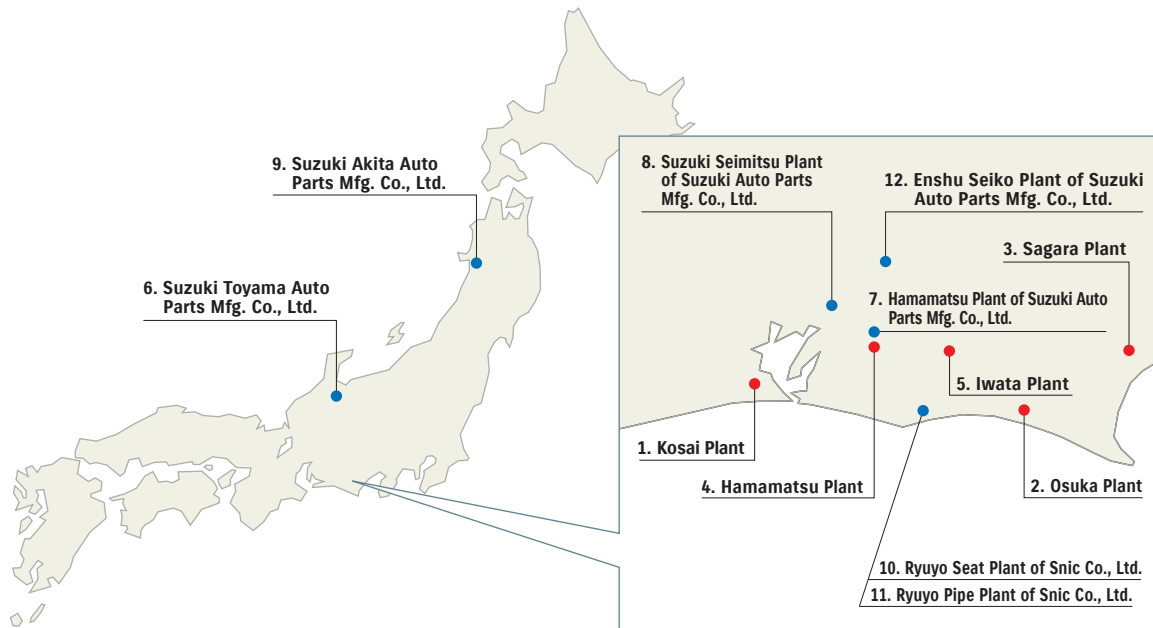 9. Suzuki Akita Auto
Parts Mfg. Co., Ltd.
6. Suzuki Toyama Auto
Parts Mfg. Co., Ltd.
8. Suzuki Seimitsu Plant
of Suzuki Auto Parts
Mfg. Co., Ltd.
12. Enshu Seiko Plant of Suzuki
Auto Parts Mfg. Co., Ltd.
3. Sagara Plant
7. Hamamatsu Plant of Suzuki Auto
Parts Mfg. Co., Ltd.
5. Iwata Plant
1. Kosai Plant
4. Hamamatsu Plant
2. Osuka Plant
10. Ryuyo Seat Plant of Snic Co., Ltd.
11. Ryuyo Pipe Plant of Snic Co., Ltd.